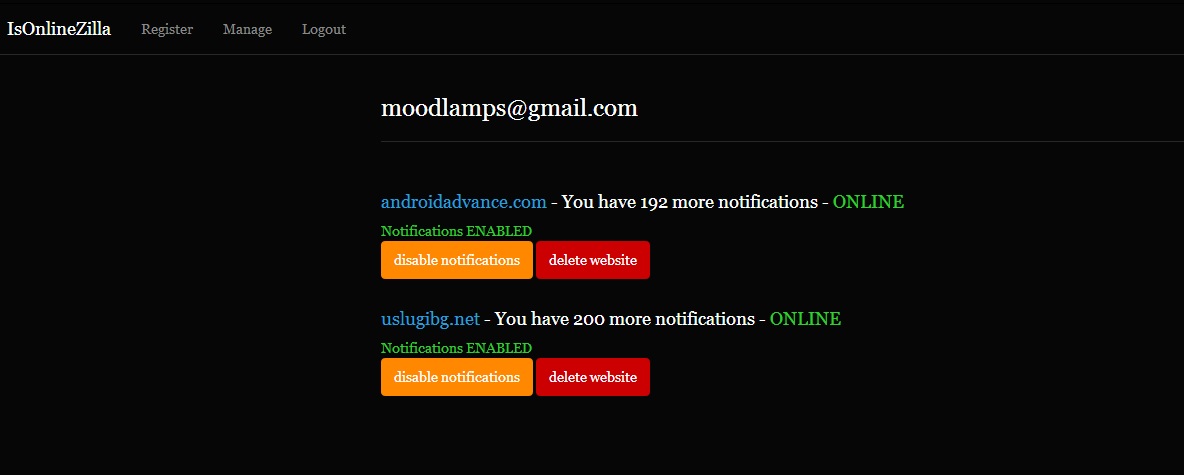 IsOnlineZilla Register Manage Logout
moodlamps@gmail.com
androidadvance.com - You have 192 more notifications - ONLINE
Notifications ENABLED
disable notifications delete website
uslugibg.net - You have 200 more notifications - ONLINE
Notifications ENABLED
disable notifications delete website